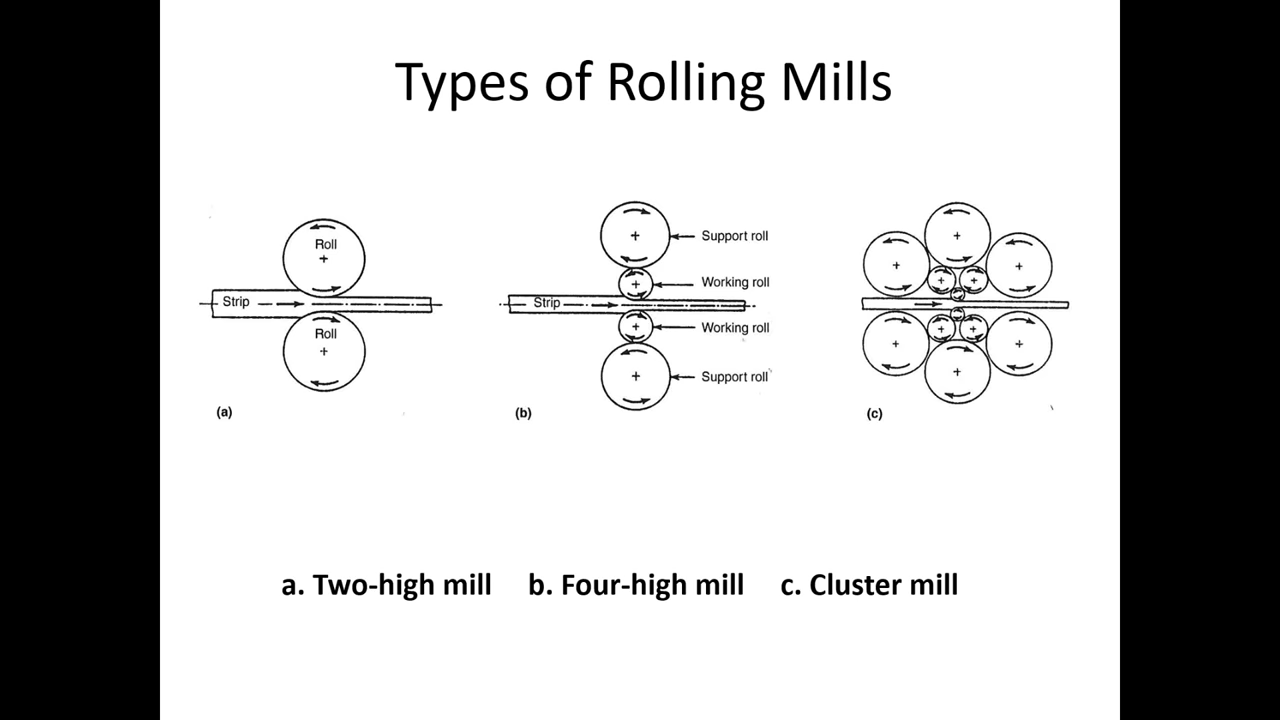 Types of Rolling Mills
Roll
Strip
Roll
(a)
Support roll
Working roll
Strip
Working roll
Support roll
(b)
(c)
a. Two-high mill b. Four-high mill c. Cluster mill